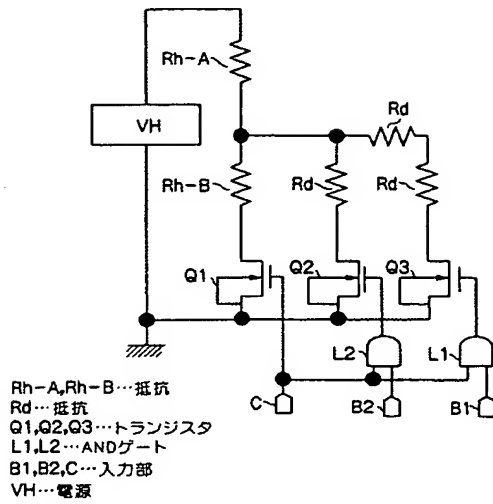 Rh-A
Rd
VH
Rh-B
Rd
Rd
Q1
Q2
Q3
L2
L1
C
B2
B1
Rh-A,Rh-B…抵抗
Rd…抵抗
Q1,Q2,Q3…トランジスタ
L1,L2…ANDゲート
B1,B2,C…入力部
VH…電源